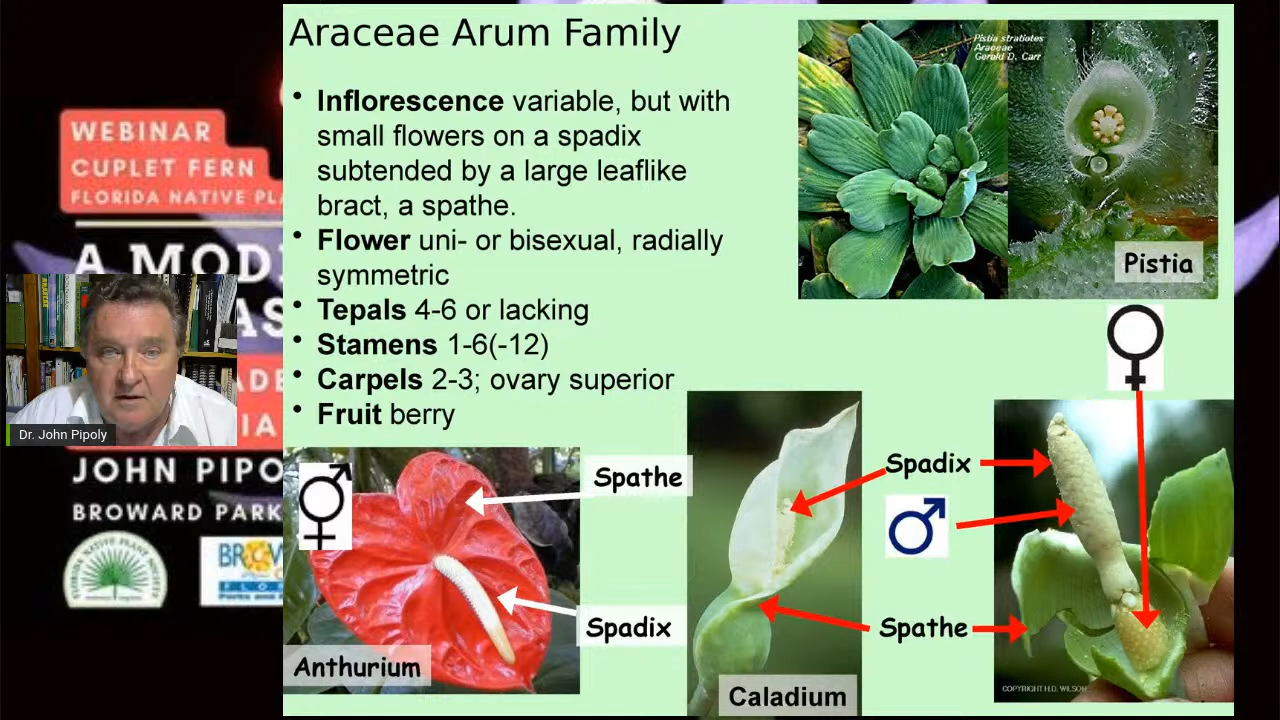 Araceae Arum Family
• Inflorescence variable, but with
small flowers on a spadix
subtended by a large leaflike
bract, a spathe.
• Flower uni- or bisexual, radially
symmetric
• Tepals 4-6 or lacking
• Stamens 1-6(-12)
• Carpels 2-3; ovary superior
• Fruit berry
Pistia stratiotes
Araceae
Gerald D. Carr
Pistia
Spathe
Spadix
Anthurium
Spadix
Spathe
Caladium
COPYRIGHT H.D. WILSON
WEBINAR
CUPLET FERN
FLORIDA NATIVE PLA
A MODE
AS
ADE
IA
JOHN PIPO
BROWARD PARK
Dr. John Pipoly